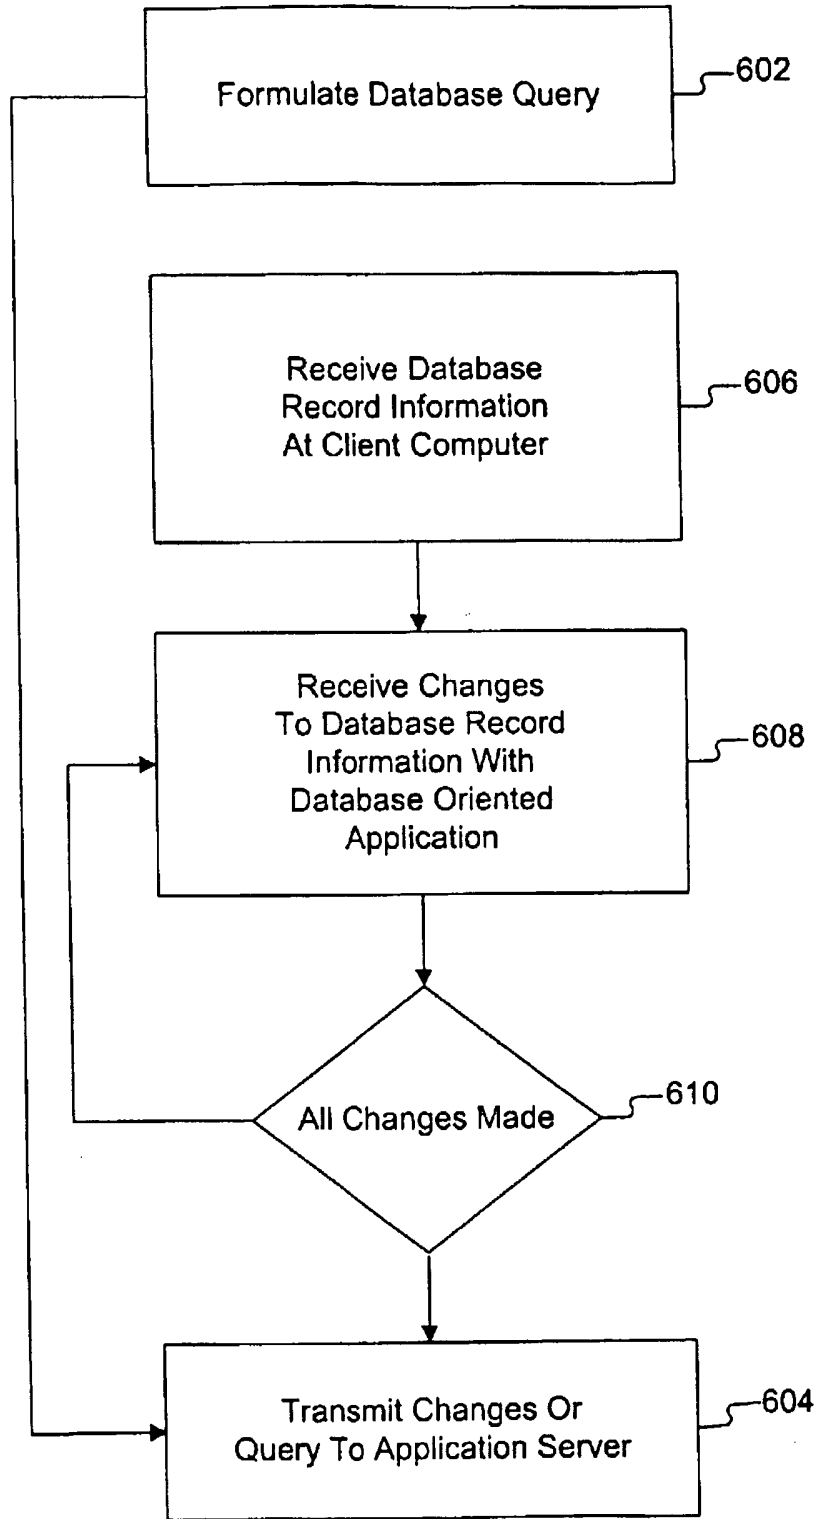 Formulate Database Query
602
Receive Database
Record Information
At Client Computer
606
Receive Changes
To Database Record
Information With
Database Oriented
Application
608
All Changes Made
610
Transmit Changes Or
Query To Application Server
604